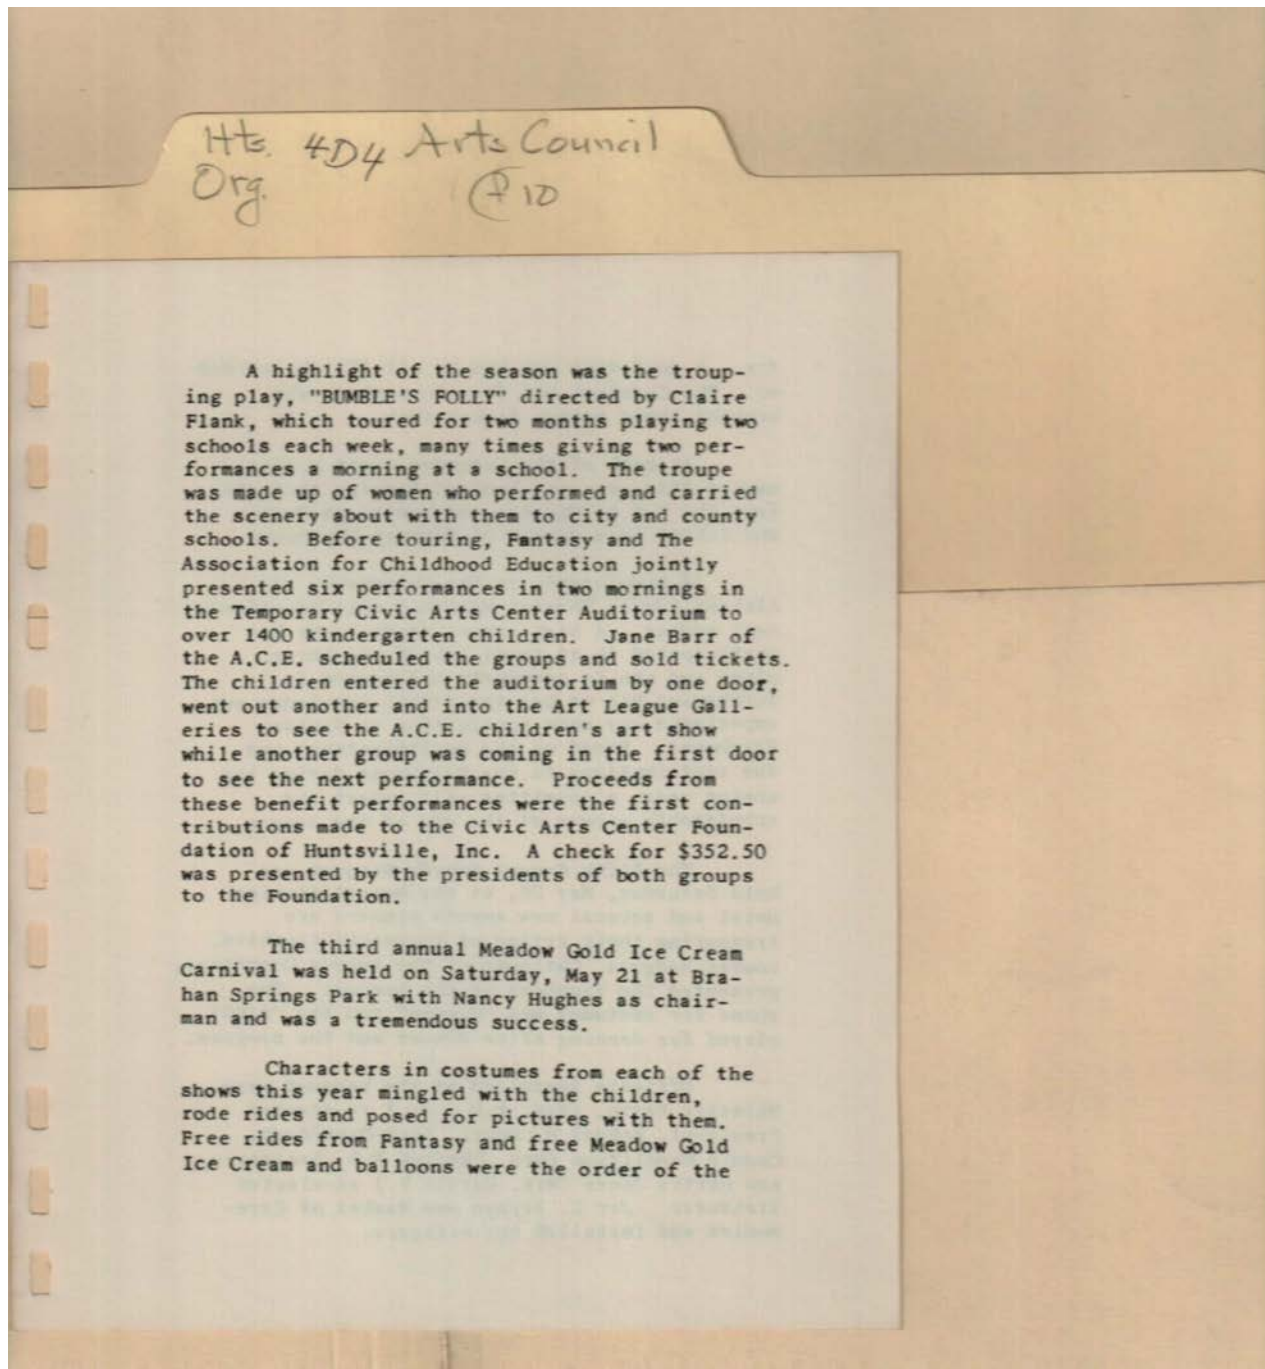 Hts. 4D4 Arts Council
Org. P 10
A highlight of the season was the troup-
ing play, "BUMBLE'S FOLLY" directed by Claire
Flank, which toured for two months playing two
schools each week, many times giving two per-
formances a morning at a school. The troupe
was made up of women who performed and carried
the scenery about with them to city and county
schools. Before touring, Fantasy and The
Association for Childhood Education jointly
presented six performances in two mornings in
the Temporary Civic Arts Center Auditorium to
over 1400 kindergarten children. Jane Barr of
the A.C.E. scheduled the groups and sold tickets.
The children entered the auditorium by one door,
went out another and into the Art League Gall-
eries to see the A.C.E. children's art show
while another group was coming in the first door
to see the next performance. Proceeds from
these benefit performances were the first con-
tributions made to the Civic Arts Center Foun-
dation of Huntsville, Inc. A check for $352.50
was presented by the presidents of both groups
to the Foundation.
The third annual Meadow Gold Ice Cream
Carnival was held on Saturday, May 21 at Bra-
han Springs Park with Nancy Hughes as chair-
man and was a tremendous success.
Characters in costumes from each of the
shows this year mingled with the children,
rode rides and posed for pictures with them.
Free rides from Fantasy and free Meadow Gold
Ice Cream and balloons were the order of the